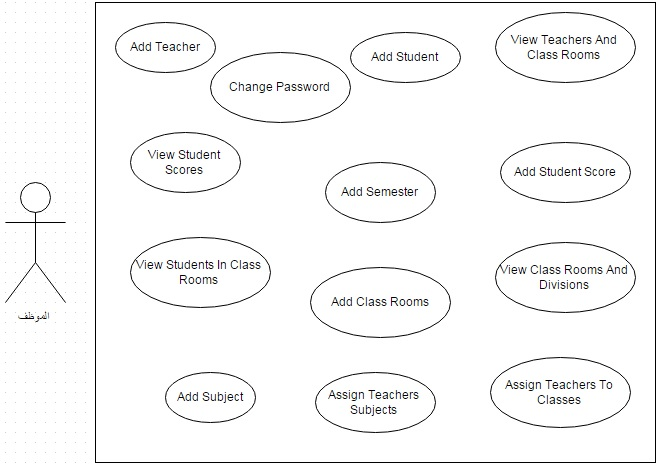 Add Teacher
Change Password
Add Student
View Teachers And
Class Rooms
View Student
Scores
Add Semester
Add Student Score
View Students In Class
Rooms
Add Class Rooms
View Class Rooms And
Divisions
Add Subject
Assign Teachers
Subjects
Assign Teachers To
Classes
الموظف